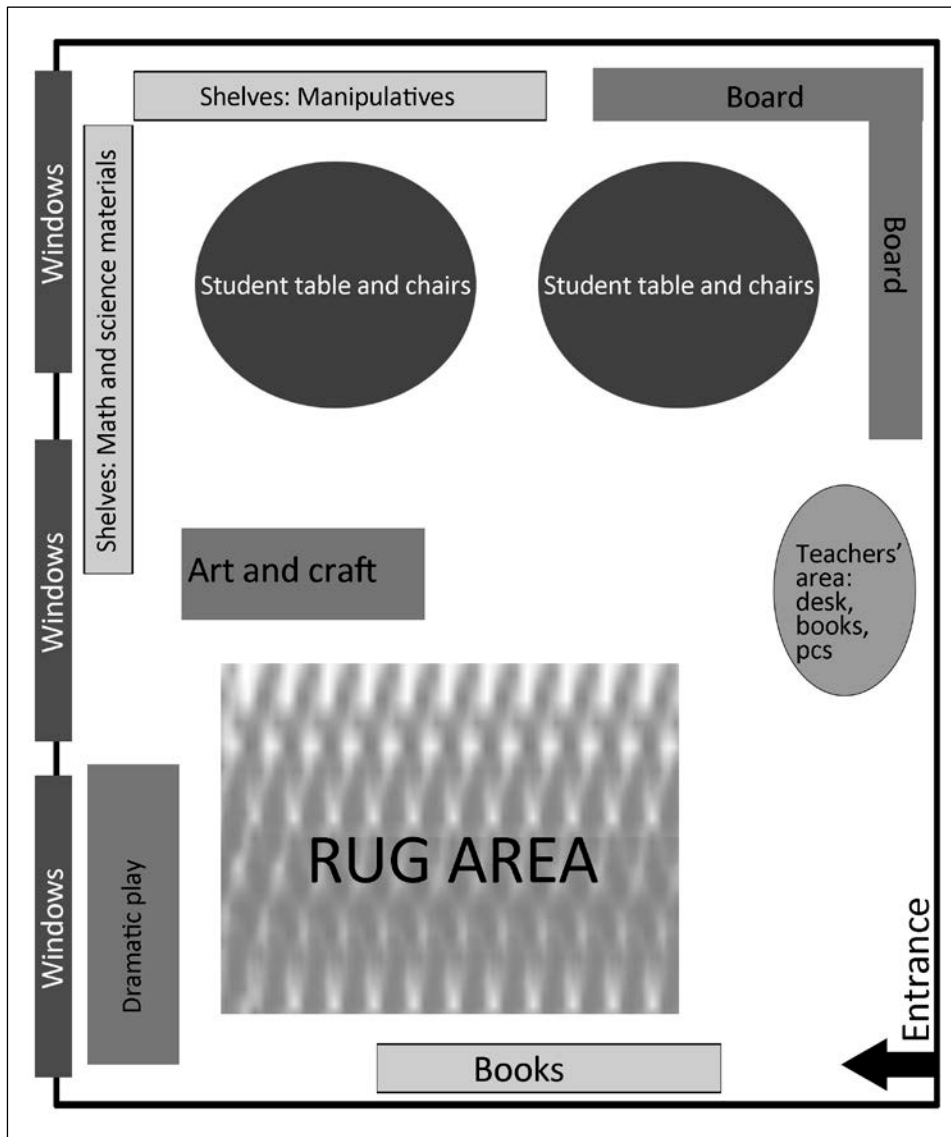 Shelves: Manipulatives
Board
Windows
Shelves: Math and science materials
Student table and chairs
Student table and chairs
Board
Windows
Art and craft
Teachers’
area:
desk,
books,
pcs
Windows
Dramatic play
RUG AREA
Entrance
Books